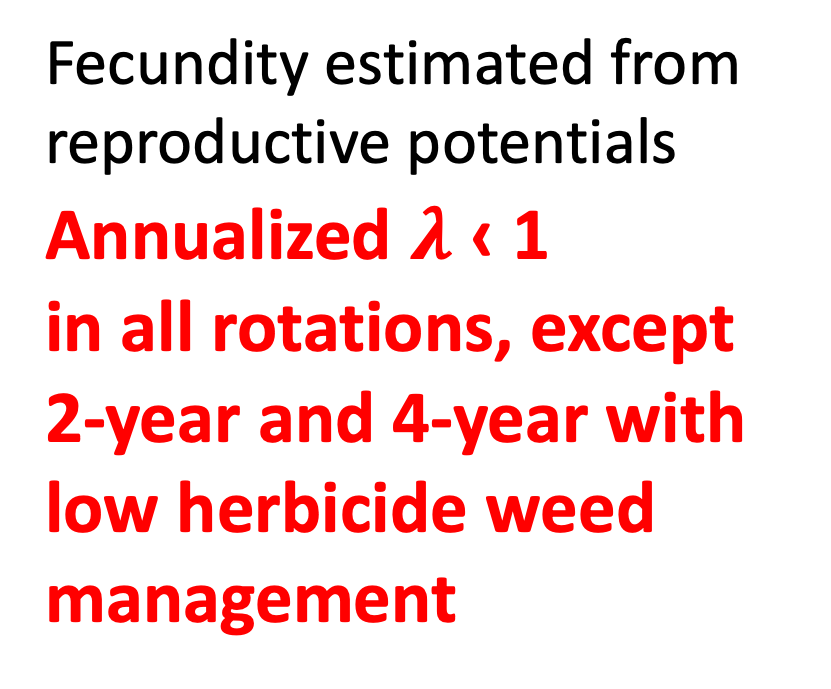 Fecundity estimated from
reproductive potentials
Annualized 𝜆 ‹ 1
in all rotations, except
2-year and 4-year with
low herbicide weed
management